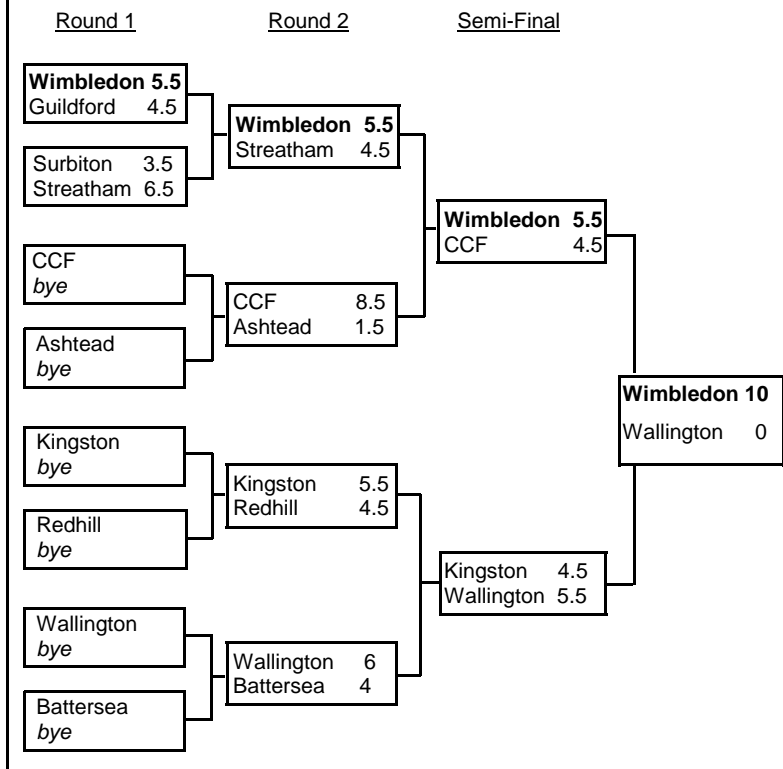 Round 1
Round 2
Semi-Final
Wimbledon 5.5
Guildford 4.5
Surbiton 3.5
Streatham 6.5
CCF
bye
Ashtead
bye
Kingston
bye
Redhill
bye
Wallington
bye
Battersea
bye
Wimbledon 5.5
Streatham 4.5
CCF 8.5
Ashtead 1.5
Kingston 5.5
Redhill 4.5
Wallington 6
Battersea 4
Wimbledon 5.5
CCF 4.5
Kingston 4.5
Wallington 5.5
Wimbledon 10
Wallington 0